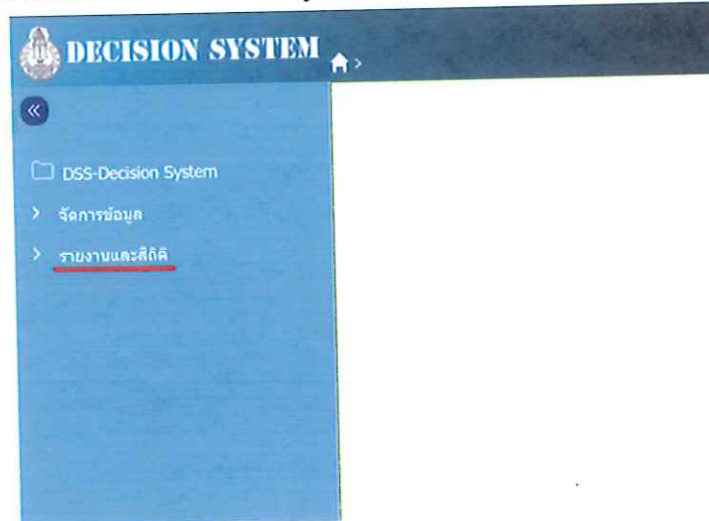 DECISION SYSTEM
>
«
DSS-Decision System
> จัดการข้อมูล
> รายงานและสถิติ